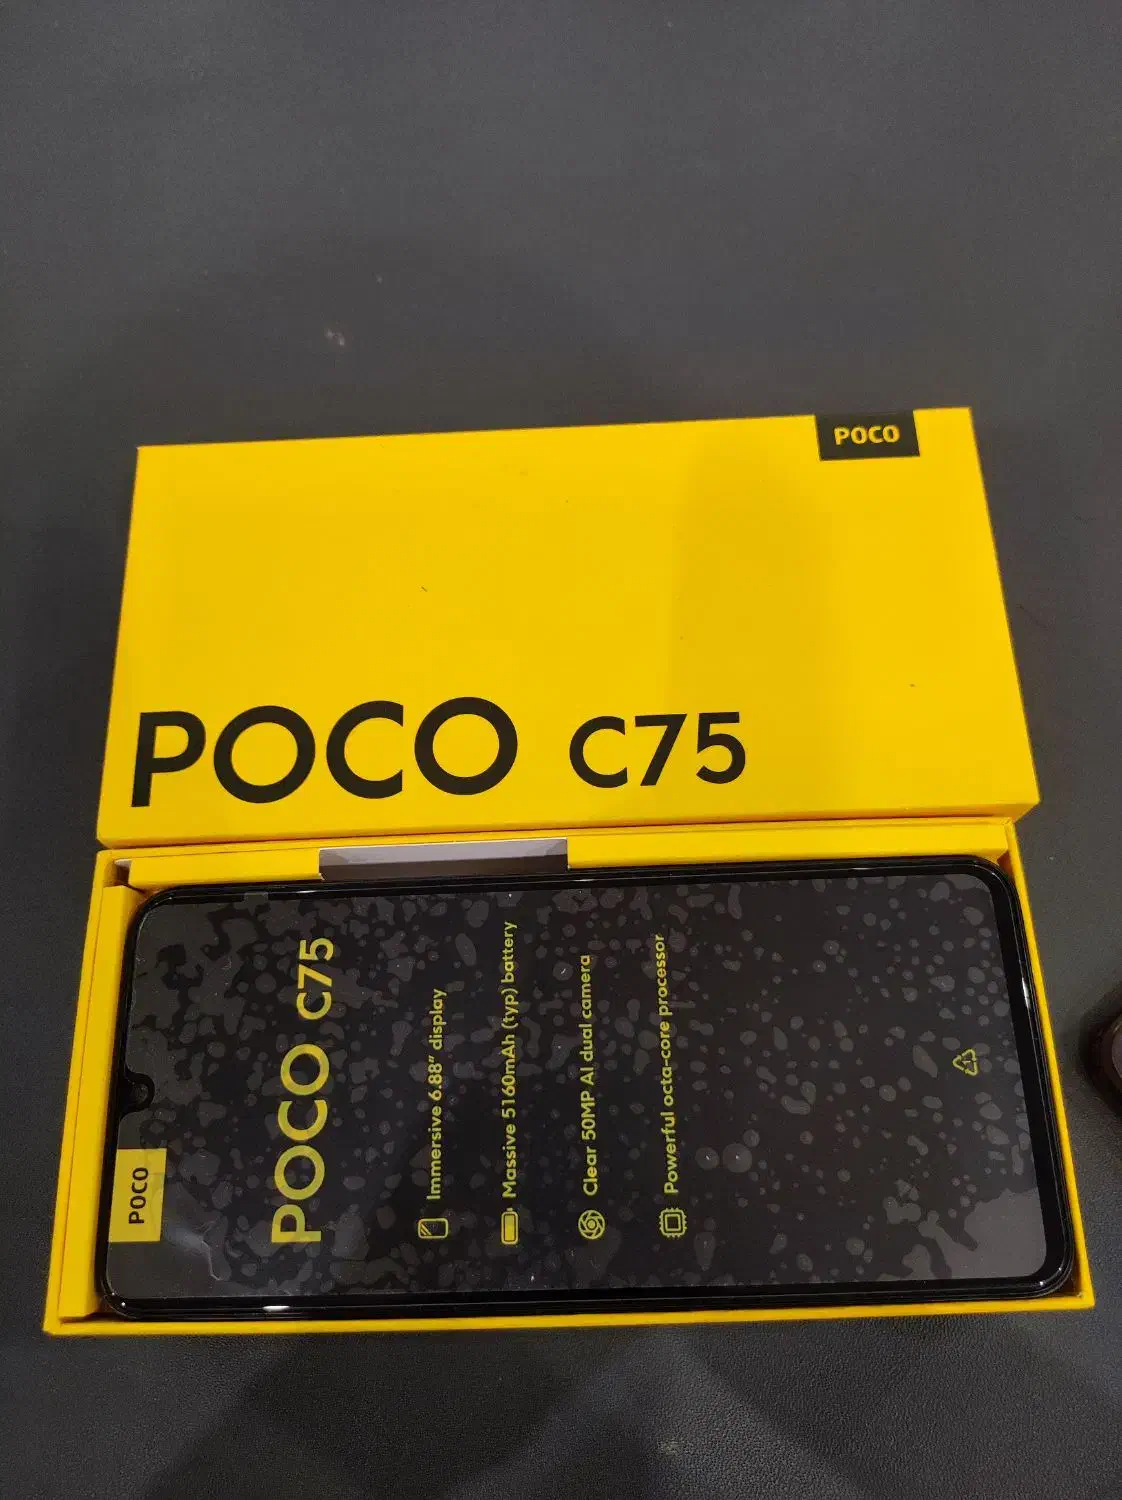 POCO
POCO C75
POCO
POCO C75
Immersive 6.88" display
Massive 5160mAh (typ) battery
Clear 50MP AI dual camera
Powerful octa-core processor